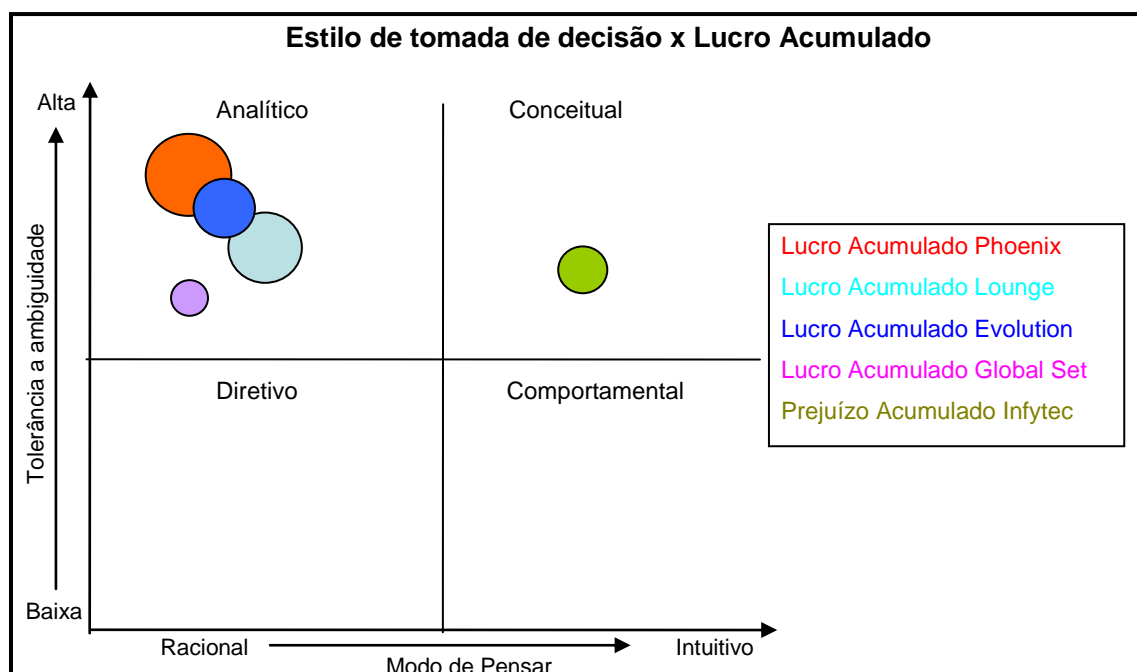 Estilo de tomada de decisão x Lucro Acumulado
Alta
Analítico
Conceitual
Tolerância a ambiguidade
Lucro Acumulado Phoenix
Lucro Acumulado Lounge
Lucro Acumulado Evolution
Lucro Acumulado Global Set
Prejuízo Acumulado Infytec
Diretivo
Comportamental
Baixa
Racional
Intuitivo
Modo de Pensar